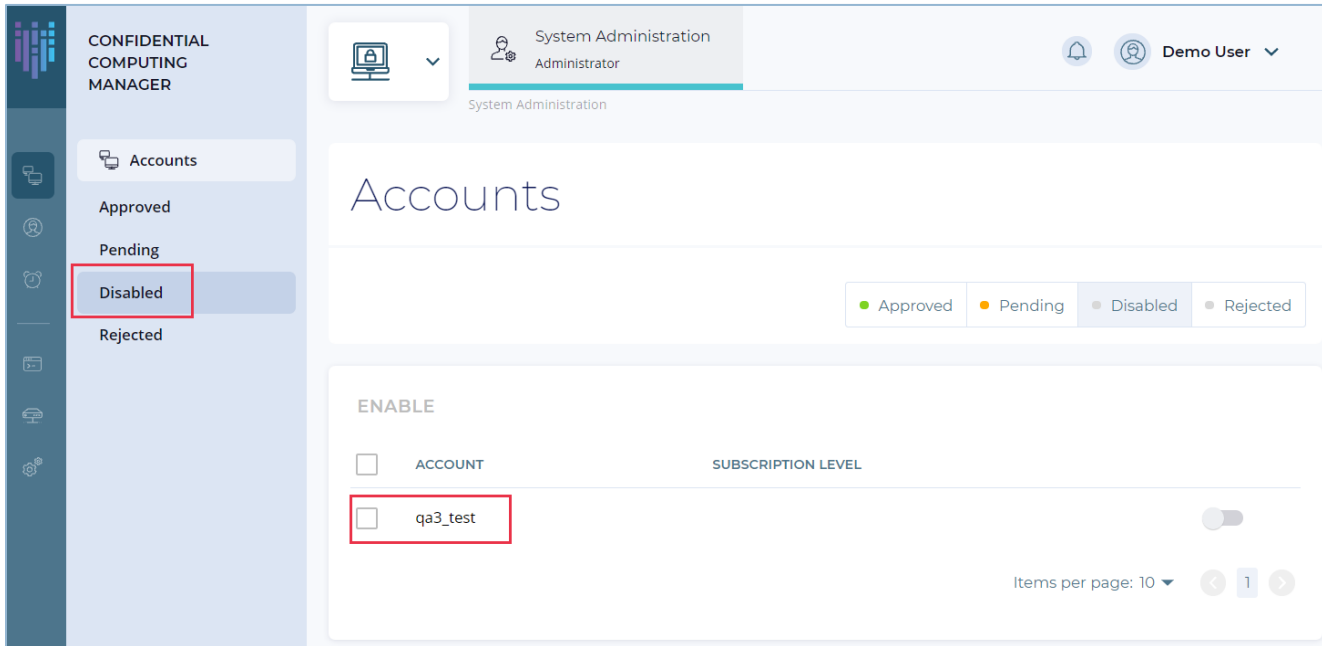 CONFIDENTIAL
COMPUTING
MANAGER
Accounts
Approved
Pending
Disabled
Rejected
System Administration
Administrator
Demo User
System Administration
Accounts
Approved
Pending
Disabled
Rejected
ENABLE
ACCOUNT
SUBSCRIPTION LEVEL
qa3_test
Items per page: 10
1